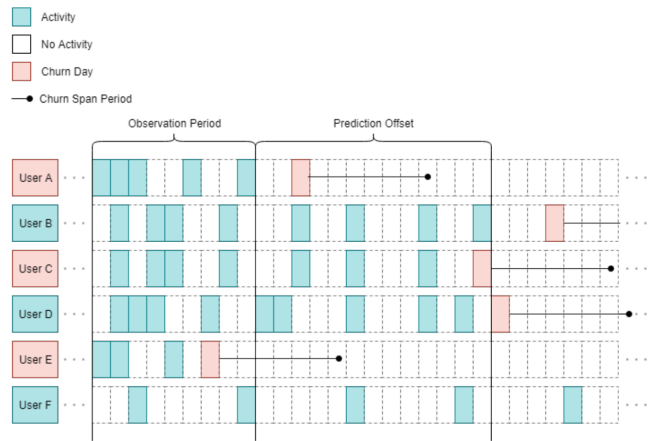 Activity
No Activity
Churn Day
Churn Span Period
Observation Period
Prediction Offset
User A
User B
User C
User D
User E
User F